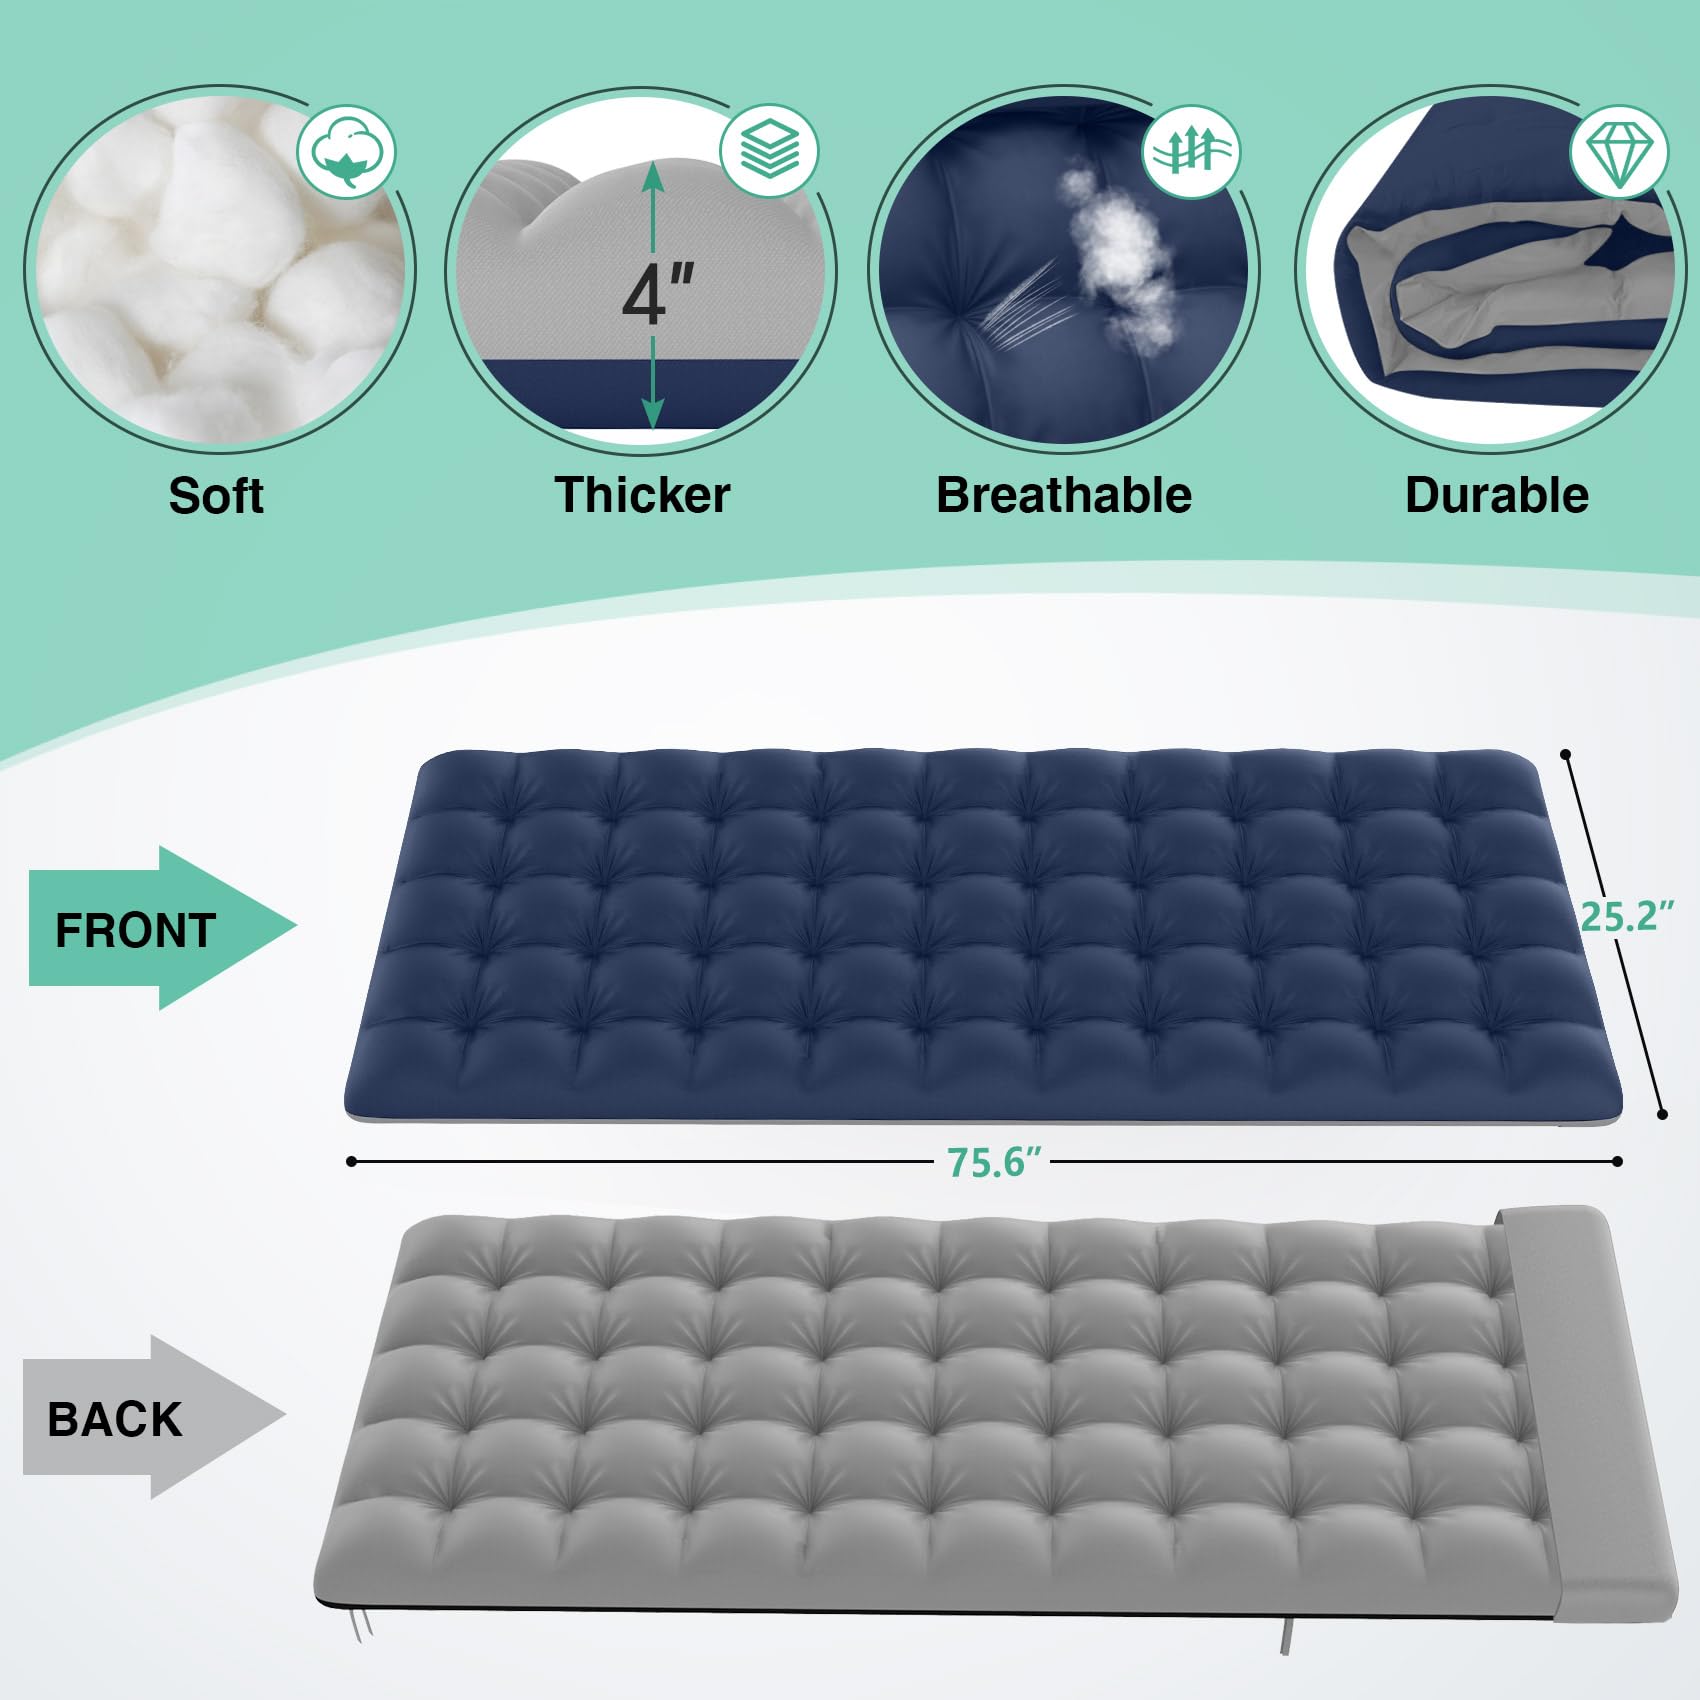 4"
Soft
Thicker
Breathable
Durable
FRONT
25.2"
75.6"
BACK